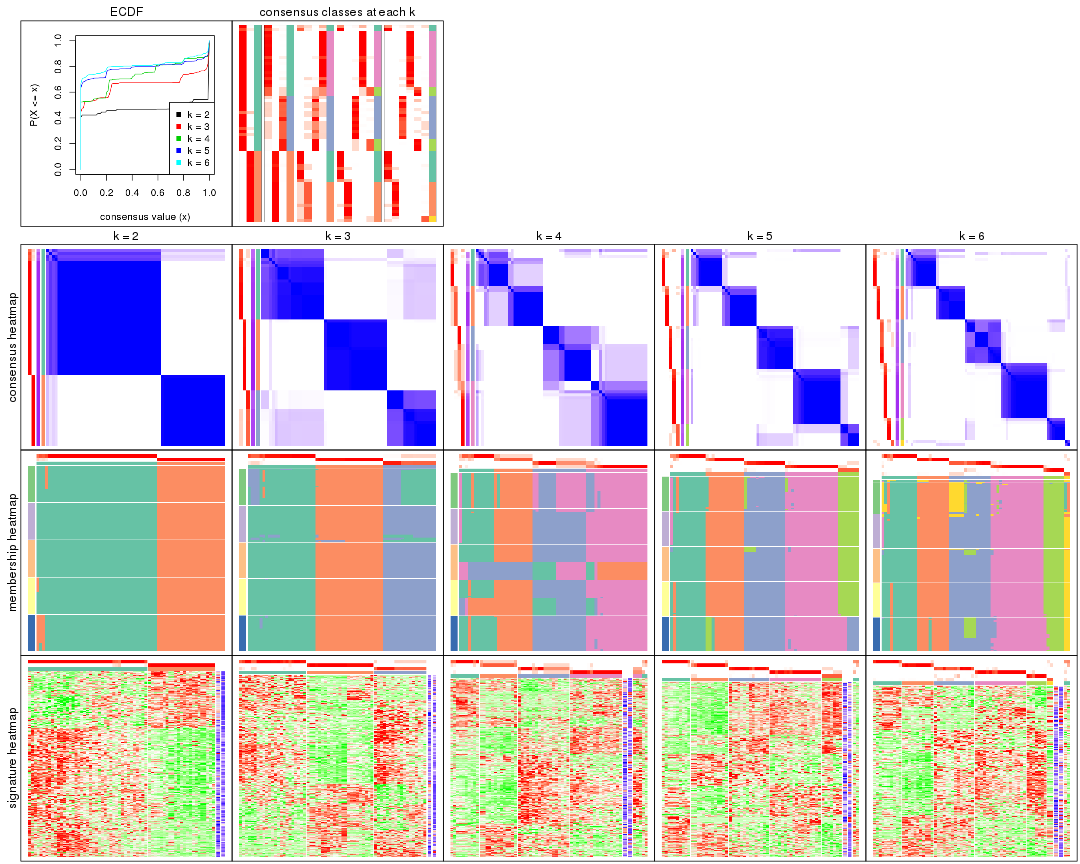 ECDF
consensus classes at each k
P(X <= x)
1.0
0.8
0.6
0.4
0.2
0.0
k = 2
k = 3
k = 4
k = 5
k = 6
0.0 0.2 0.4 0.6 0.8 1.0
consensus value (x)
k = 2
k = 3
k = 4
k = 5
k = 6
consensus heatmap
membership heatmap
signature heatmap